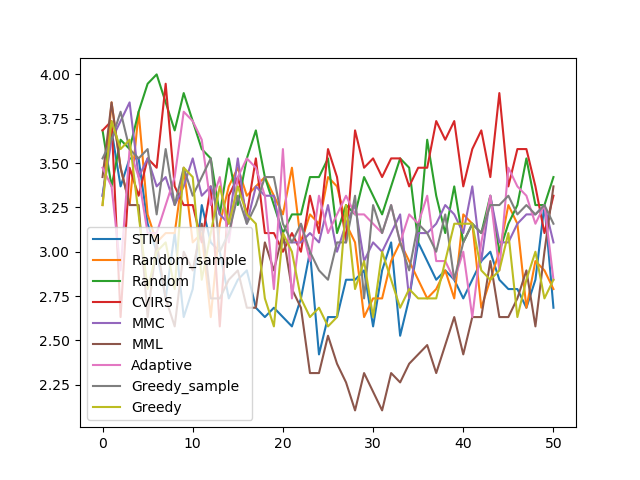 4.00
3.75
3.50
3.25
3.00
2.75
2.50
2.25
STM
Random_sample
Random
CVIRS
MMC
MML
Adaptive
Greedy_sample
Greedy
0 10 20 30 40 50